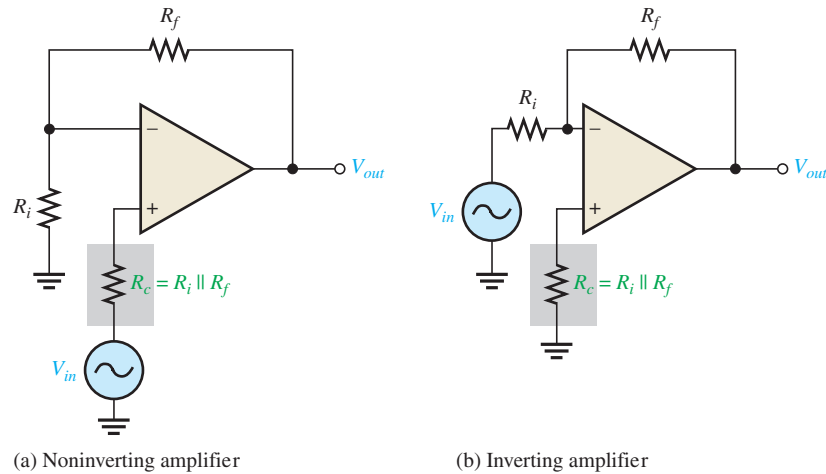 R_f
−
+
R_i
V_out
R_c = R_i || R_f
V_in
(a) Noninverting amplifier
R_f
R_i
−
+
V_out
V_in
R_c = R_i || R_f
(b) Inverting amplifier